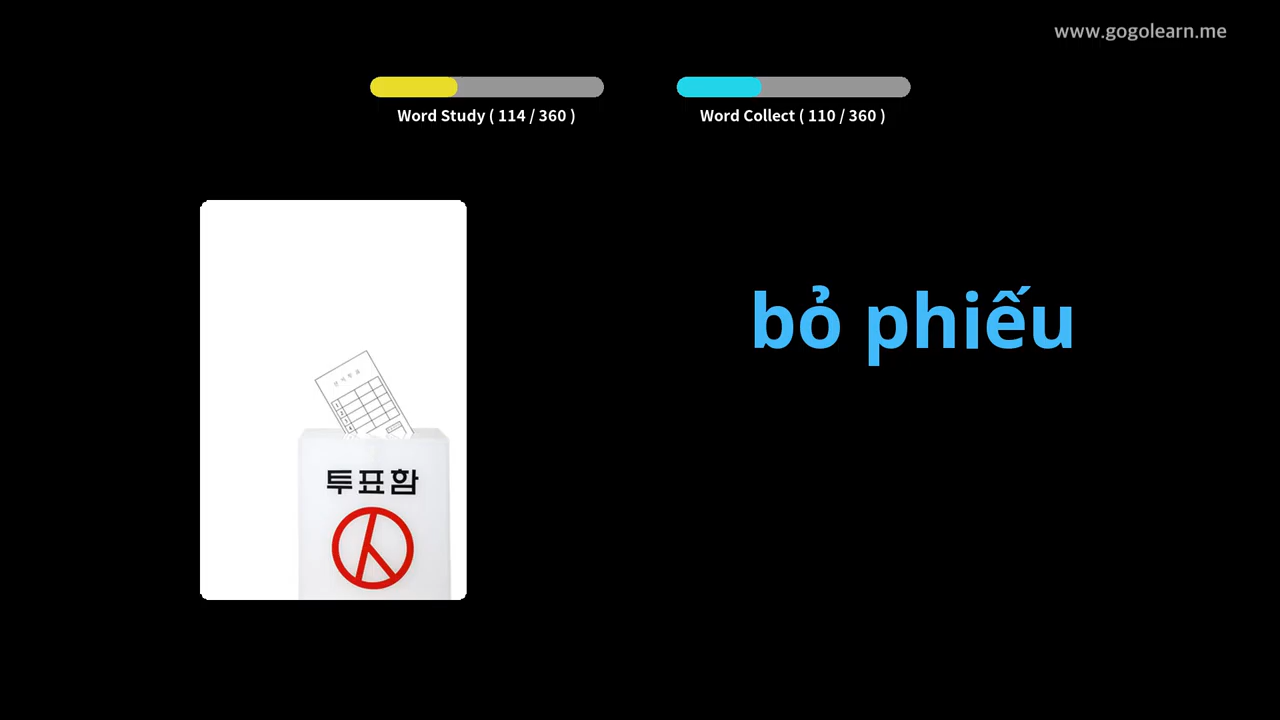 www.gogolearn.me
Word Study ( 114 / 360 )
Word Collect ( 110 / 360 )
bỏ phiếu
투표함